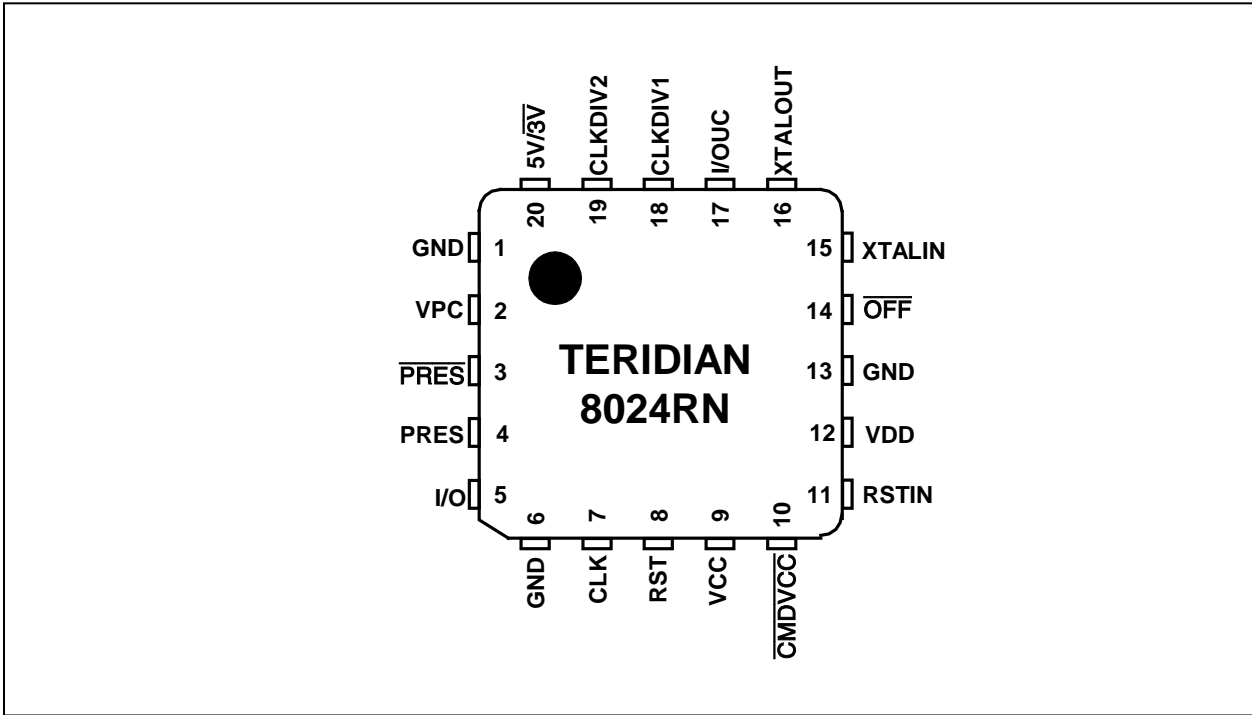 5V/3V
CLKDIV2
CLKDIV1
I/OUC
XTALOUT
20
19
18
17
16
GND 1
15 XTALIN
VPC 2
14 OFF
PRES 3
13 GND
TERIDIAN
8024RN
PRES 4
12 VDD
I/O 5
11 RSTIN
6
7
8
9
10
GND
CLK
RST
VCC
CMDVCC